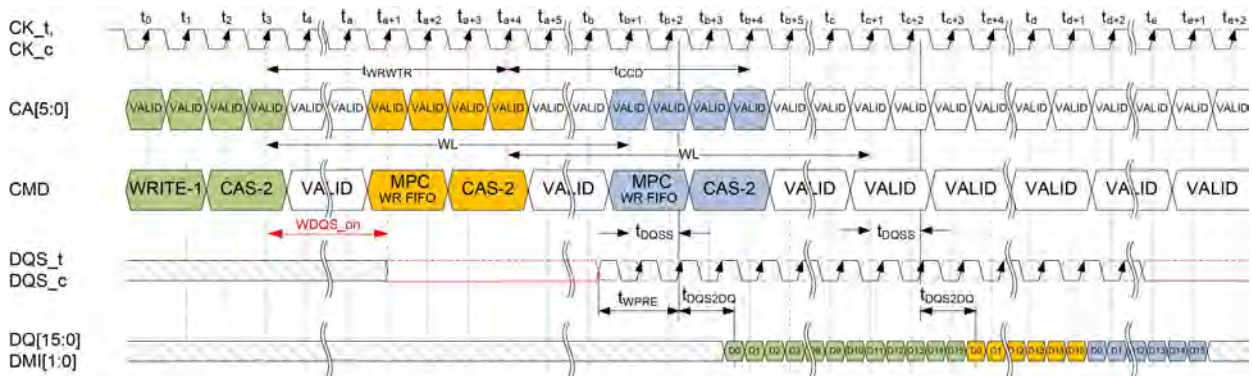 t0 t1 t2 t3 t4 ta ta+1 ta+2 ta+3 ta+4 ta+5 tb tb+1 tb+2 tb+3 tb+4 tb+5 tc tc+1 tc+2 tc+3 tc+4 td td+1 td+2 te te+1 te+2
CK_t,
CK_c
tWRWTR tCCD
CA[5:0] VALID VALID VALID VALID VALID VALID VALID VALID VALID VALID VALID VALID VALID VALID VALID VALID VALID VALID VALID VALID VALID VALID VALID VALID VALID VALID VALID VALID
WL WL
CMD WRITE-1 CAS-2 VALID MPC WR FIFO CAS-2 VALID MPC WR FIFO CAS-2 VALID VALID VALID VALID VALID VALID
WDQS_on tDQSS tDQSS
DQS_t
DQS_c
tWPRE tDQS2DQ tDQS2DQ
DQ[15:0]
DMI[1:0]
D0 D1 D2 D3 D9 D10 D11 D12 D13 D14 D15 D0 D1 D12 D13 D14 D15 D0 D1 D12 D13 D14 D15